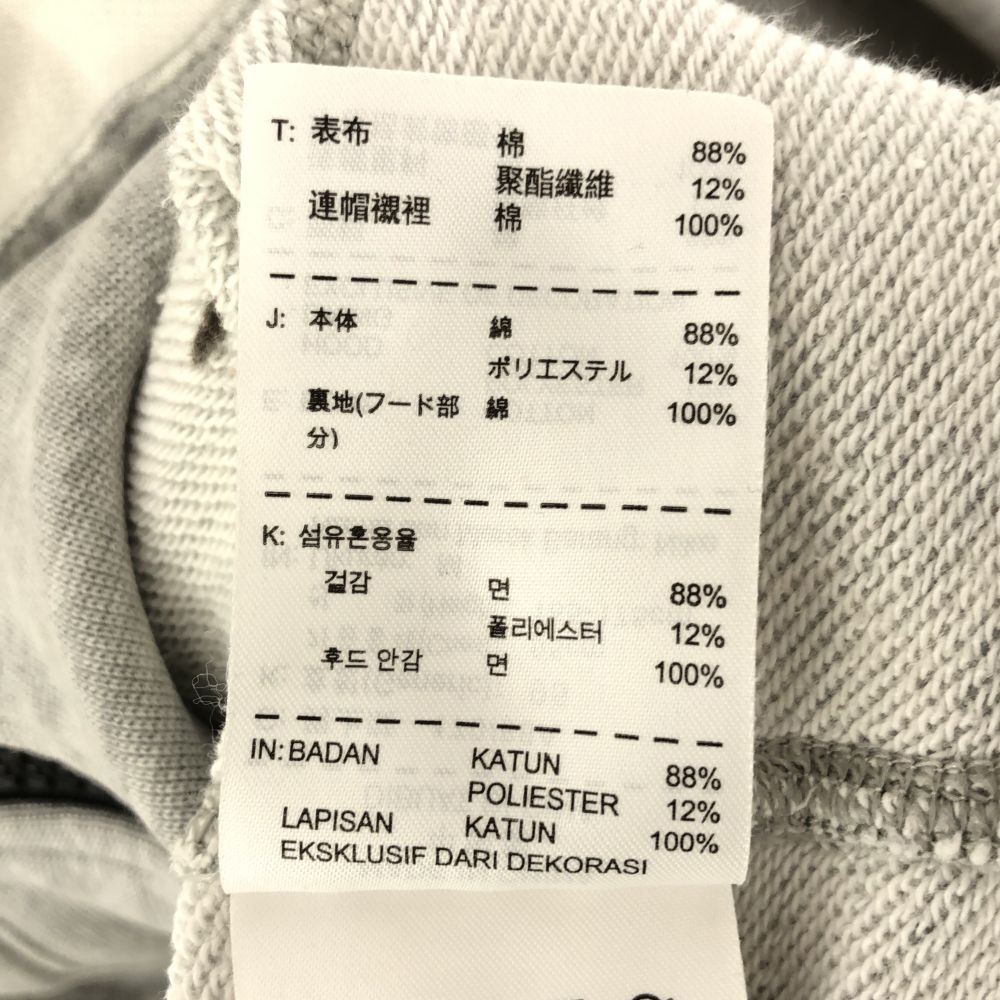 T: 表布 棉 88%
聚酯纖維 12%
連帽襯裡 棉 100%
J: 本体 綿 88%
ポリエステル 12%
裏地(フード部 綿 100%
分)
K: 섬유혼용율
겉감 면 88%
폴리에스터 12%
후드 안감 면 100%
IN: BADAN KATUN 88%
POLIESTER 12%
LAPISAN KATUN 100%
EKSKLUSIF DARI DEKORASI